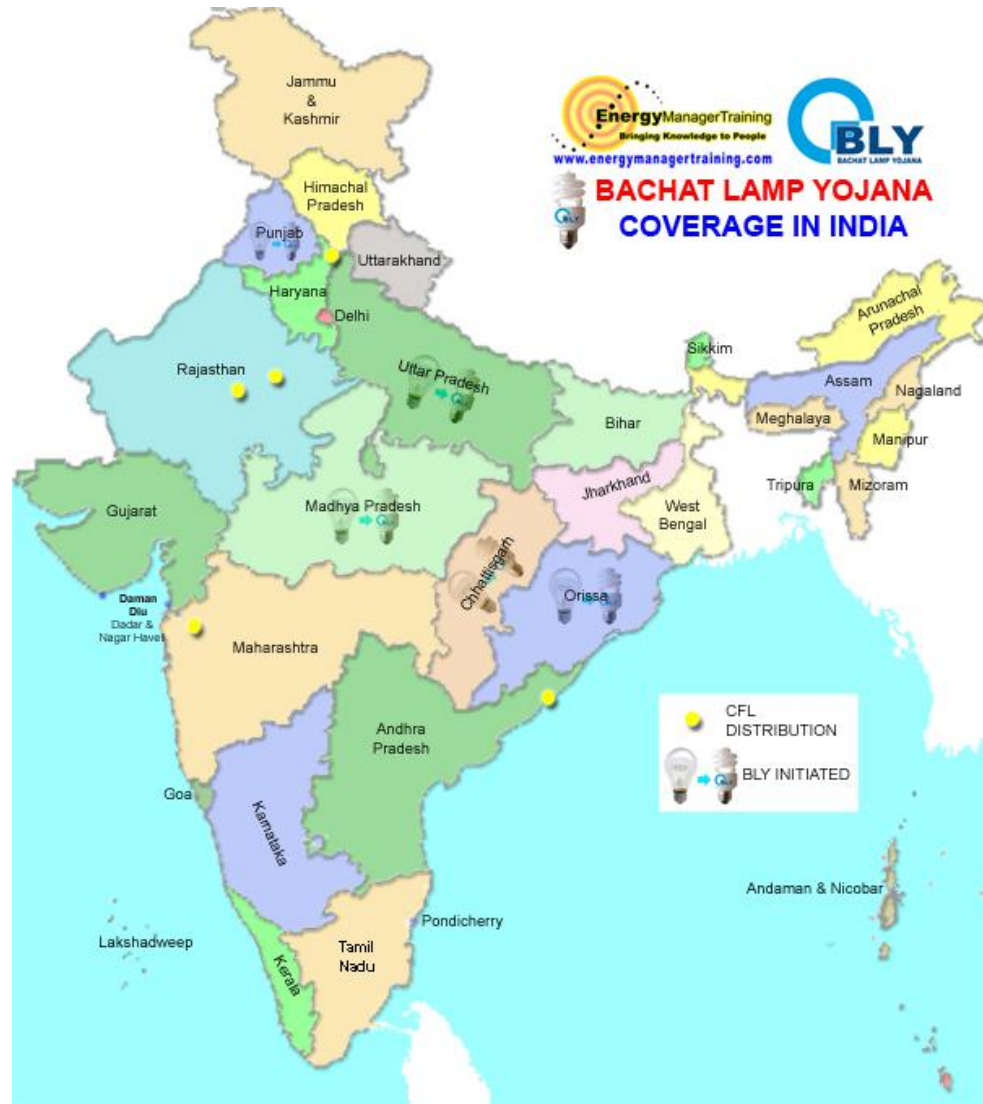 EnergyManagerTraining
Bringing Knowledge to People
www.energymanagertraining.com
BLY
BACHAT LAMP YOJANA
BLY
BACHAT LAMP YOJANA
COVERAGE IN INDIA
Jammu
&
Kashmir
Himachal
Pradesh
Punjab
Uttarakhand
Haryana
Delhi
Arunachal
Pradesh
Sikkim
Rajasthan
Uttar Pradesh
Assam
Nagaland
Meghalaya
Bihar
Manipur
Jharkhand
Tripura
Mizoram
Gujarat
Madhya Pradesh
West
Bengal
Chhattisgarh
Orissa
Daman
Diu
Dadar &
Nagar Haveli
Maharashtra
CFL
DISTRIBUTION
BLY INITIATED
Andhra
Pradesh
Goa
Karnataka
Andaman & Nicobar
Pondicherry
Lakshadweep
Tamil
Nadu
Kerala